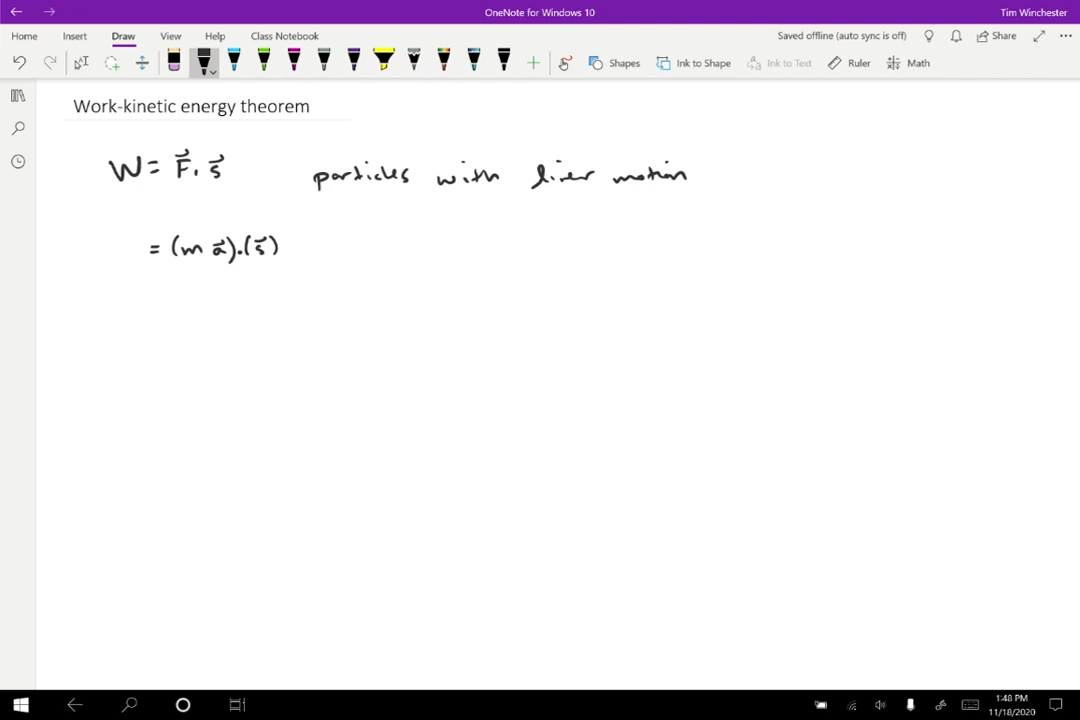 OneNote for Windows 10
Tim Winchester
Home Insert Draw View Help Class Notebook
Saved offline (auto sync is off) Share
Shapes Ink to Shape Ink to Text Ruler Math
Work-kinetic energy theorem
W = F⃗ . s⃗ particles with liner motion
= (m a⃗).(s⃗)
1:48 PM
11/18/2020